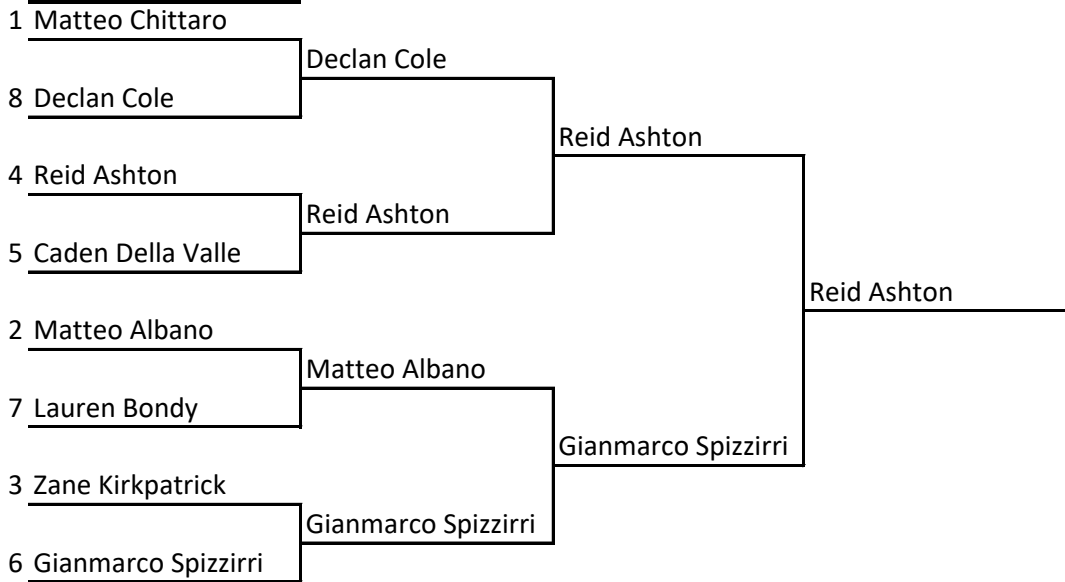 1 Matteo Chittaro
Declan Cole
8 Declan Cole
Reid Ashton
4 Reid Ashton
Reid Ashton
5 Caden Della Valle
Reid Ashton
2 Matteo Albano
Matteo Albano
7 Lauren Bondy
Gianmarco Spizzirri
3 Zane Kirkpatrick
Gianmarco Spizzirri
6 Gianmarco Spizzirri